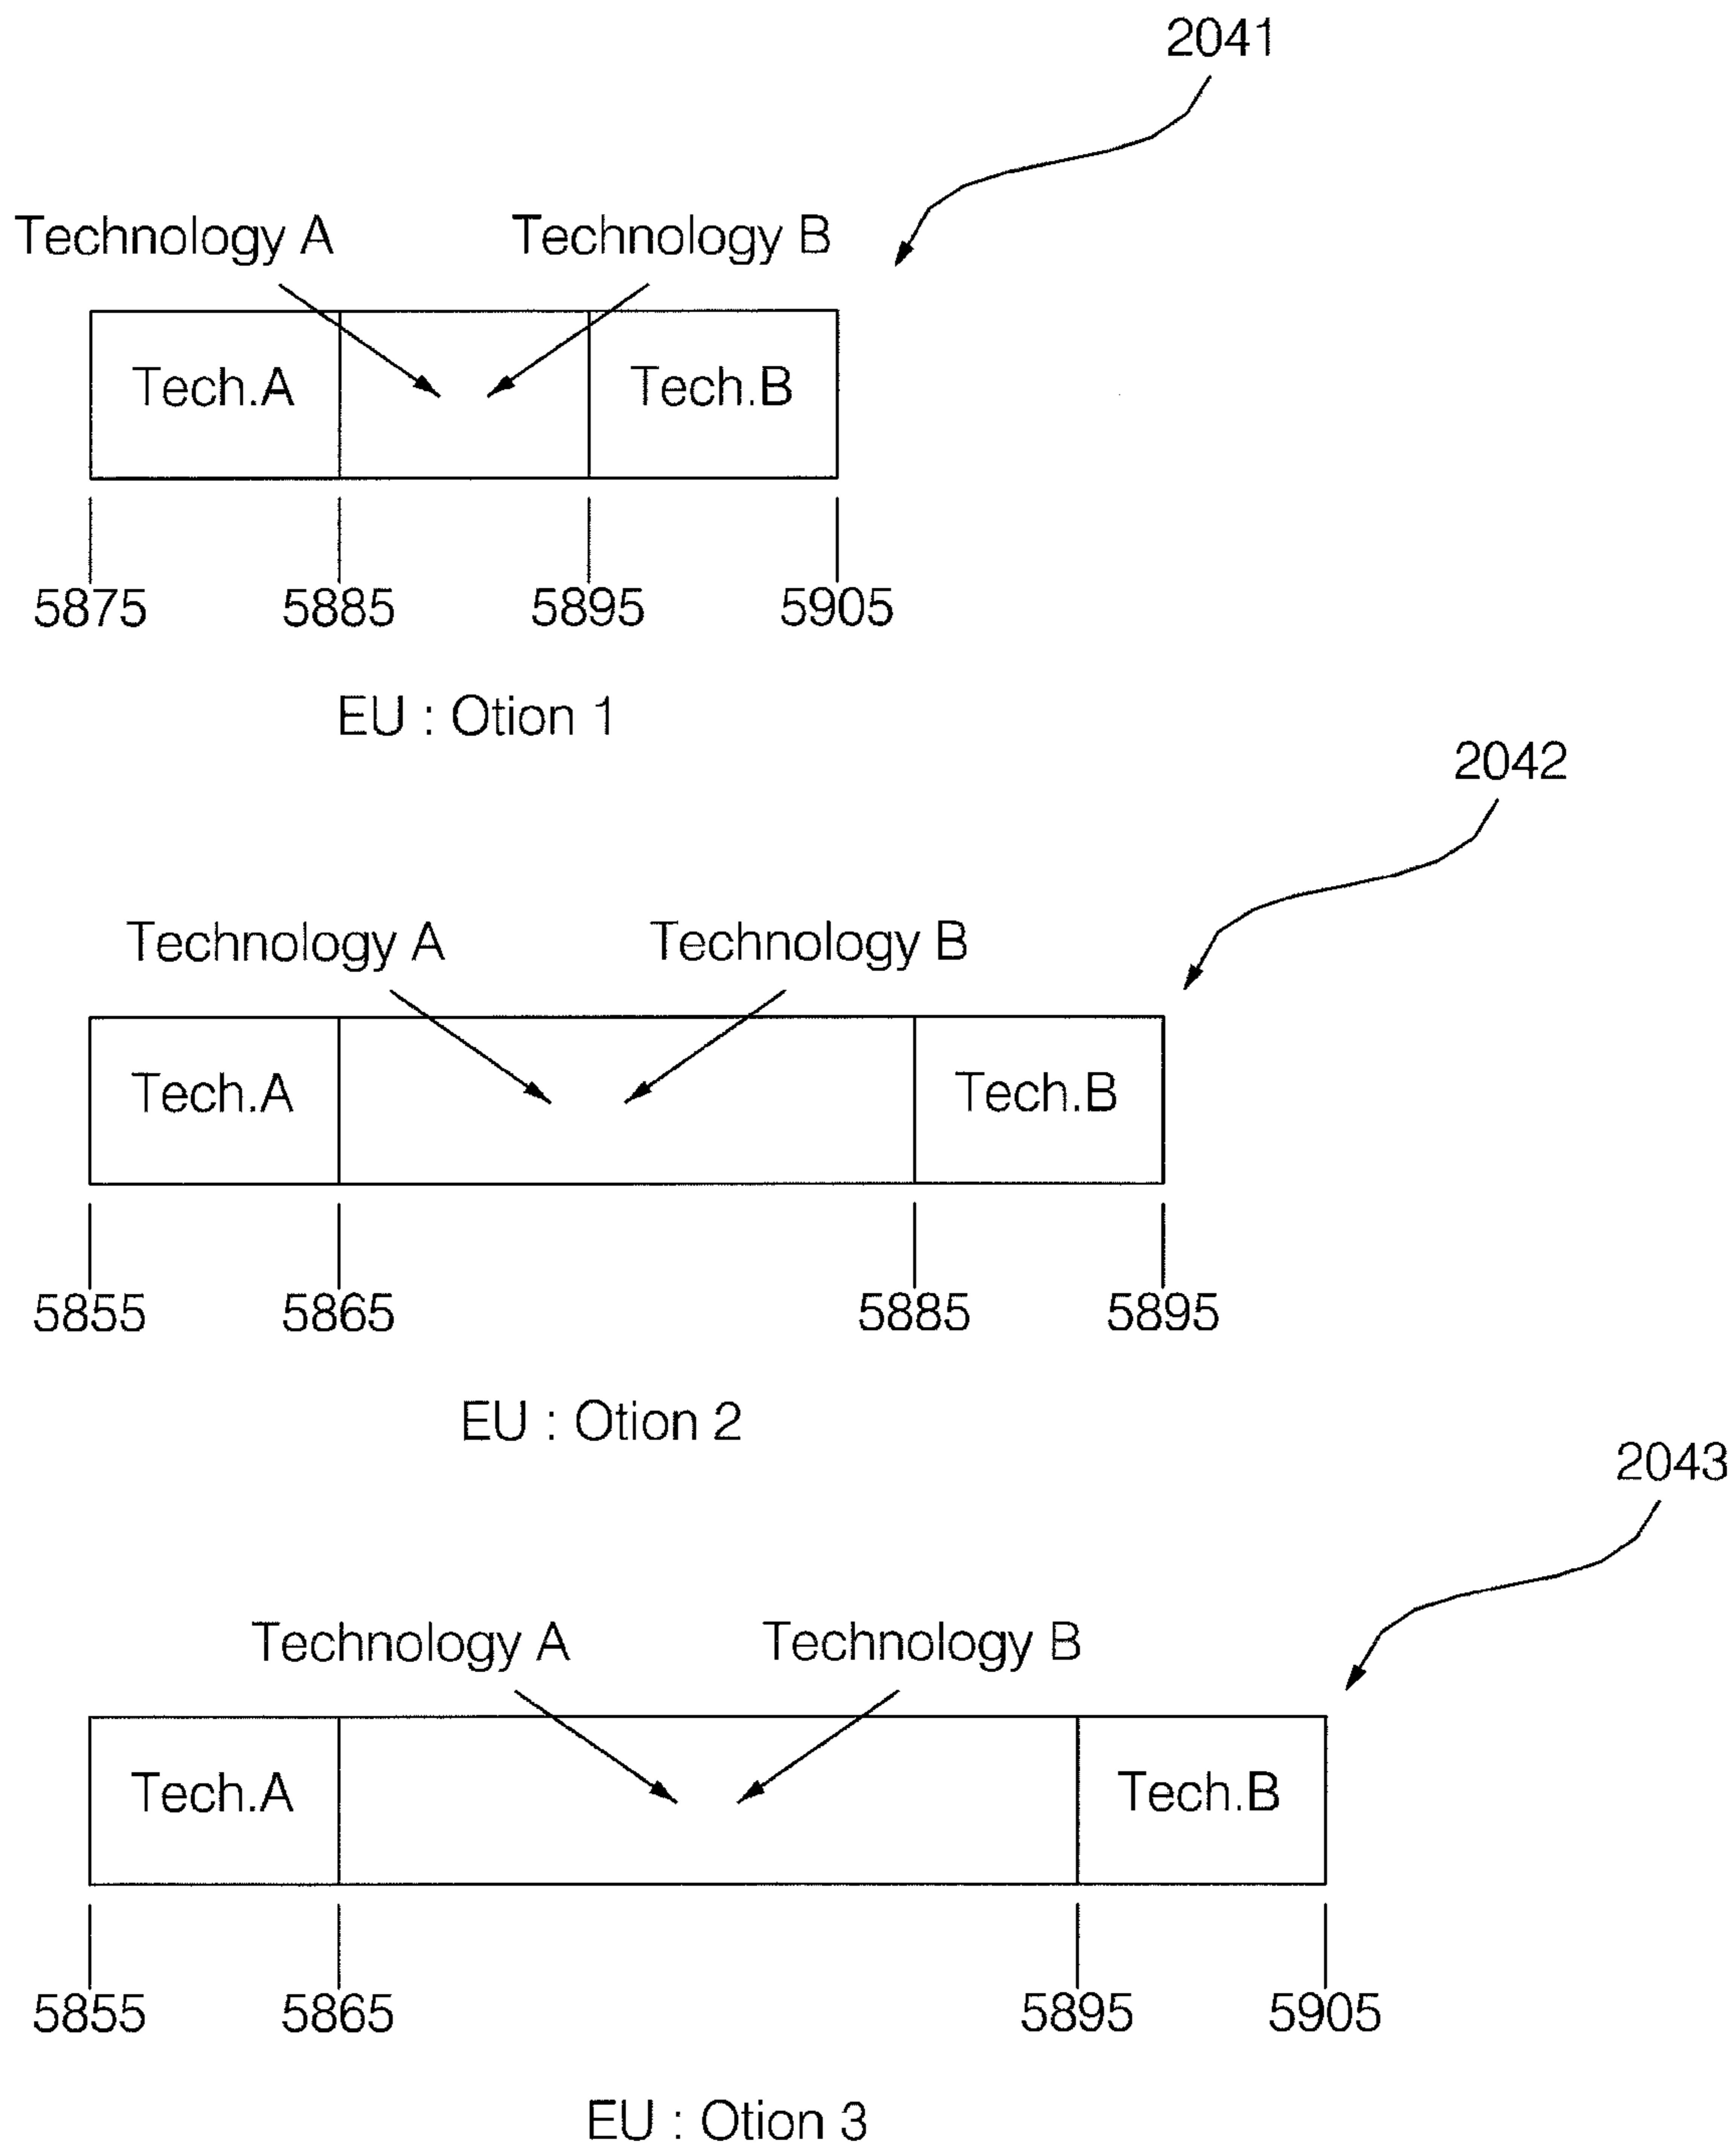 2041
Technology A Technology B
Tech.A Tech.B
5875 5885 5895 5905
EU : Otion 1
2042
Technology A Technology B
Tech.A Tech.B
5855 5865 5885 5895
EU : Otion 2
2043
Technology A Technology B
Tech.A Tech.B
5855 5865 5895 5905
EU : Otion 3